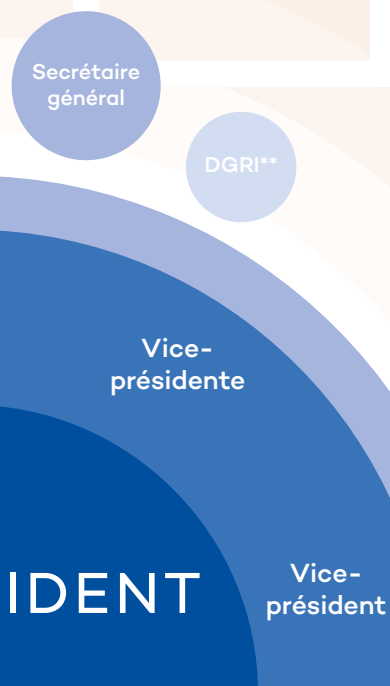 Secrétaire
général
DGRI**
Vice-
présidente
IDENT
Vice-
président